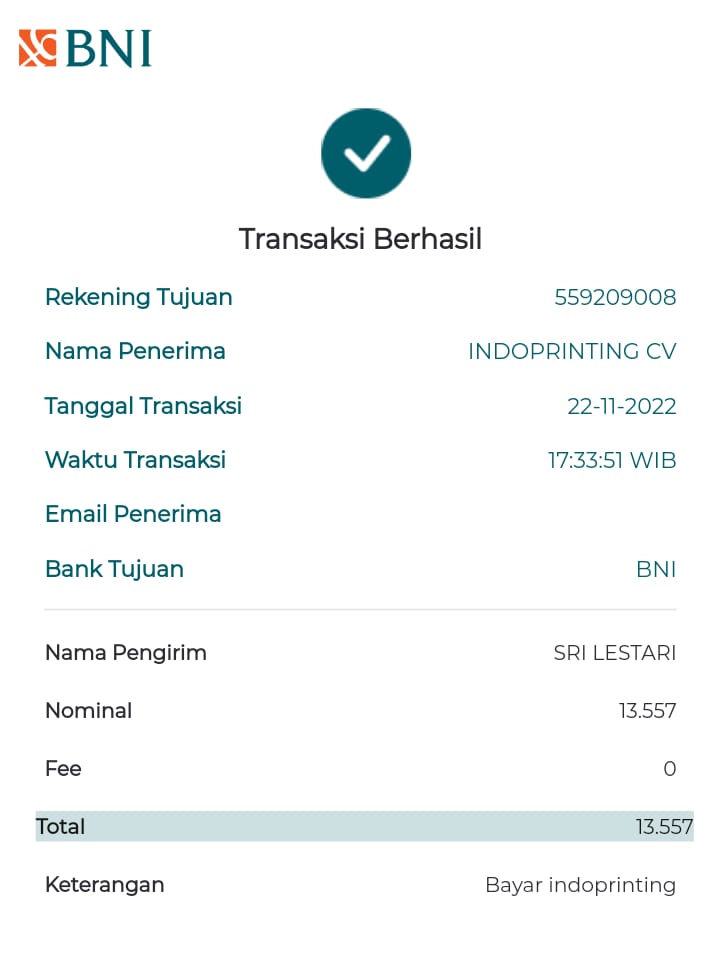 BNI
Transaksi Berhasil
Rekening Tujuan 559209008
Nama Penerima INDOPRINTING CV
Tanggal Transaksi 22-11-2022
Waktu Transaksi 17:33:51 WIB
Email Penerima
Bank Tujuan BNI
Nama Pengirim SRI LESTARI
Nominal 13.557
Fee 0
Total 13.557
Keterangan Bayar indoprinting